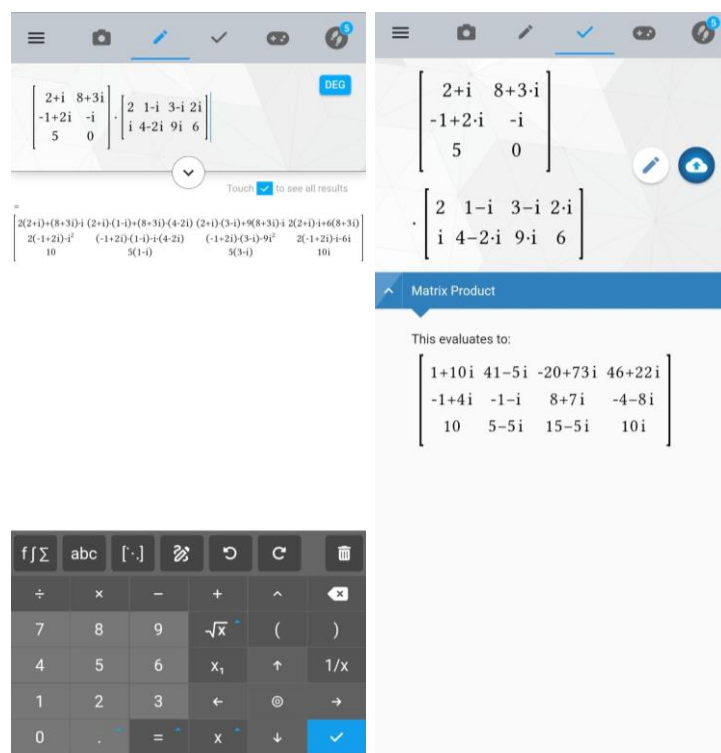 5
DEG
2+i 8+3i
-1+2i -i
5 0
·
2 1-i 3-i 2i
i 4-2i 9i 6
Touch ✓ to see all results
=
2(2+i)+(8+3i)·i (2+i)·(1-i)+(8+3i)·(4-2i) (2+i)·(3-i)+9(8+3i)·i 2(2+i)·i+6(8+3i)
2(-1+2i)-i² (-1+2i)·(1-i)-i·(4-2i) (-1+2i)·(3-i)-9i² 2(-1+2i)·i-6i
10 5(1-i) 5(3-i) 10i
f∫Σ abc [⋱]
÷ × − + ^ ×
7 8 9 √x ( )
4 5 6 x₁ ↑ 1/x
1 2 3 ← ◎ →
0 . = x ↓ ✓
5
2+i 8+3·i
-1+2·i -i
5 0
·
2 1−i 3−i 2·i
i 4−2·i 9·i 6
Matrix Product
This evaluates to:
1+10i 41−5i -20+73i 46+22i
-1+4i -1−i 8+7i -4−8i
10 5−5i 15−5i 10i